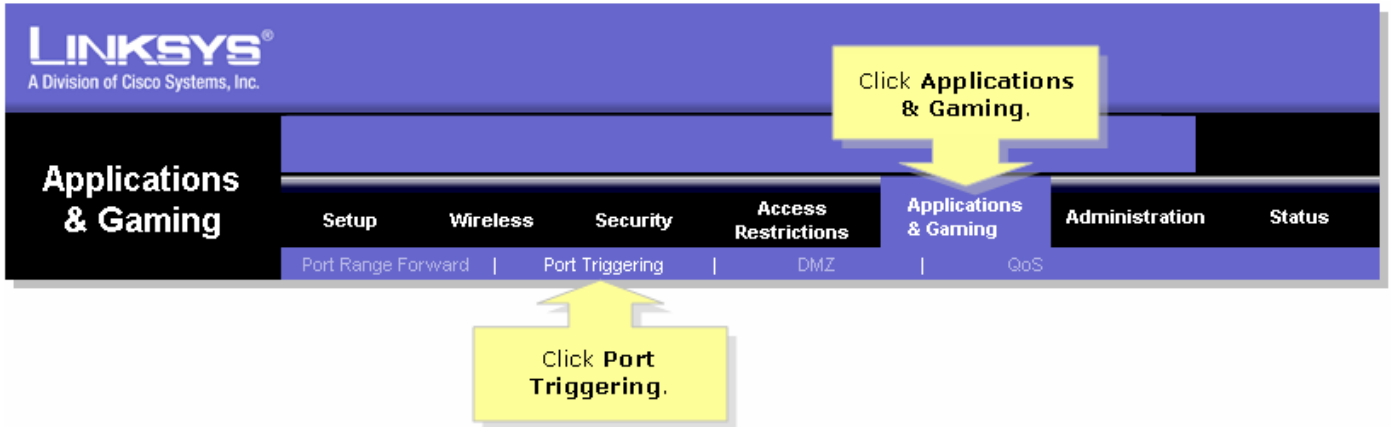 LINKSYS®
A Division of Cisco Systems, Inc.
Click Applications
& Gaming.
Applications
& Gaming
Setup
Wireless
Security
Access
Restrictions
Applications
& Gaming
Administration
Status
Port Range Forward | Port Triggering | DMZ | QoS
Click Port
Triggering.